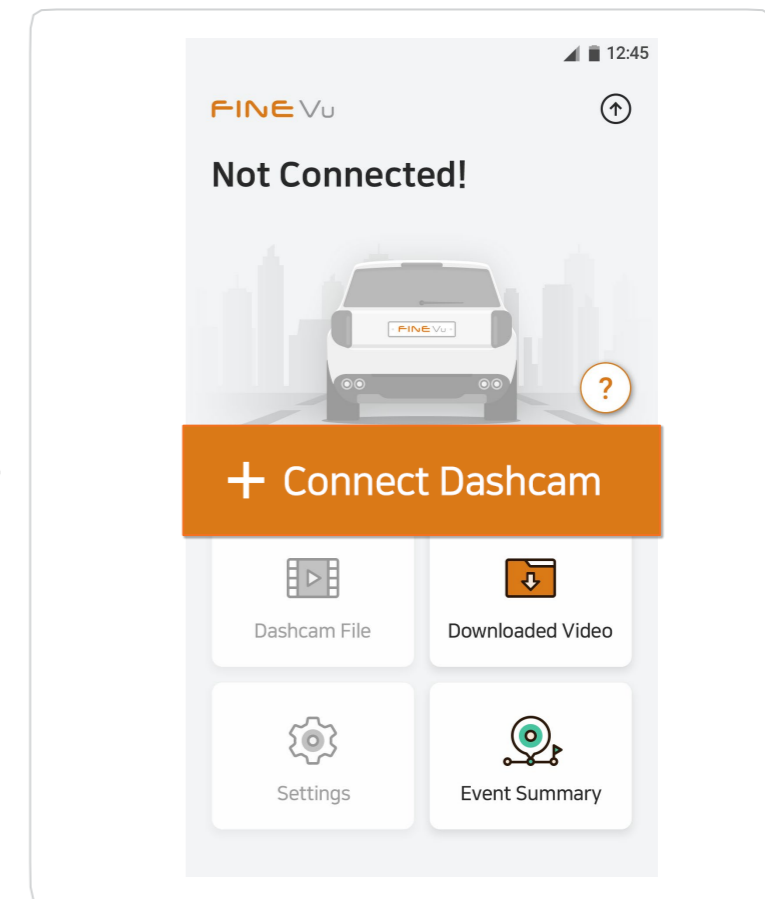 12:45
FINEVu
Not Connected!
FINEVu
?
+ Connect Dashcam
Dashcam File
Downloaded Video
Settings
Event Summary